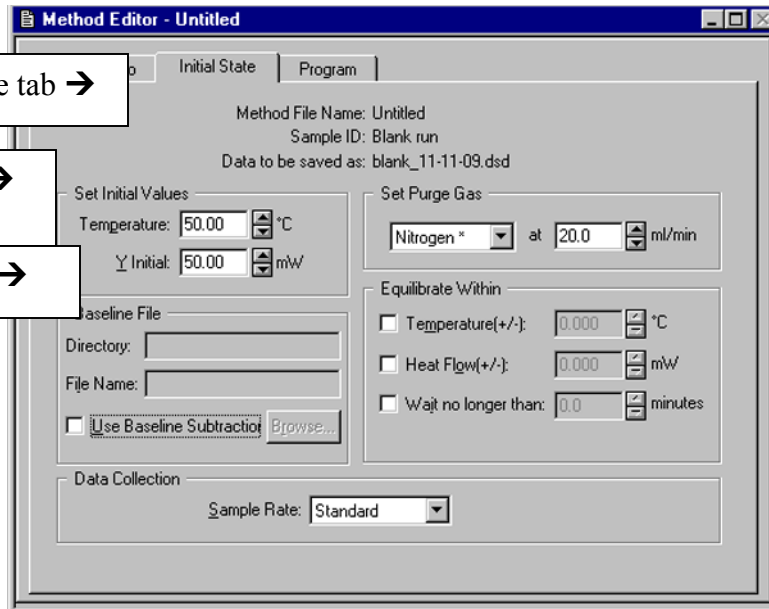 Method Editor - Untitled
Initial State
Program
e tab →
Method File Name: Untitled
Sample ID: Blank run
Data to be saved as: blank_11-11-09.dsd
→
→
Set Initial Values
Temperature: 50.00 °C
Y Initial: 50.00 mW
Set Purge Gas
Nitrogen * at 20.0 ml/min
Baseline File
Directory:
File Name:
Use Baseline Subtraction Browse...
Equilibrate Within
Temperature(+/-): 0.000 °C
Heat Flow(+/-): 0.000 mW
Wait no longer than: 0.0 minutes
Data Collection
Sample Rate: Standard